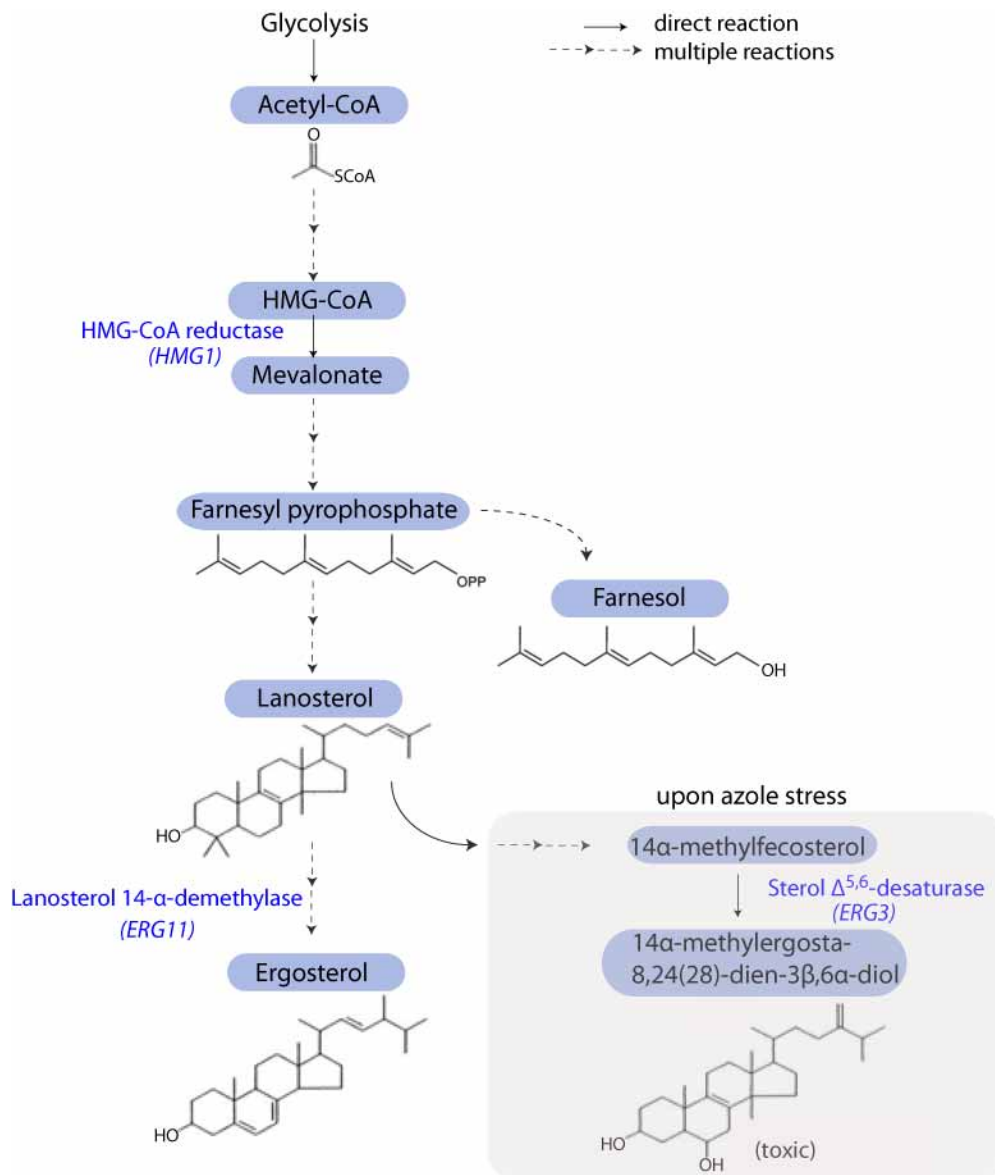 Glycolysis
direct reaction
multiple reactions
Acetyl-CoA
O
SCoA
HMG-CoA
HMG-CoA reductase
(HMG1)
Mevalonate
Farnesyl pyrophosphate
OPP
Farnesol
OH
Lanosterol
HO
upon azole stress
14α-methylfecosterol
Lanosterol 14-α-demethylase
(ERG11)
Sterol Δ5,6-desaturase
(ERG3)
14α-methylergosta-
8,24(28)-dien-3β,6α-diol
Ergosterol
HO
HO
OH
(toxic)